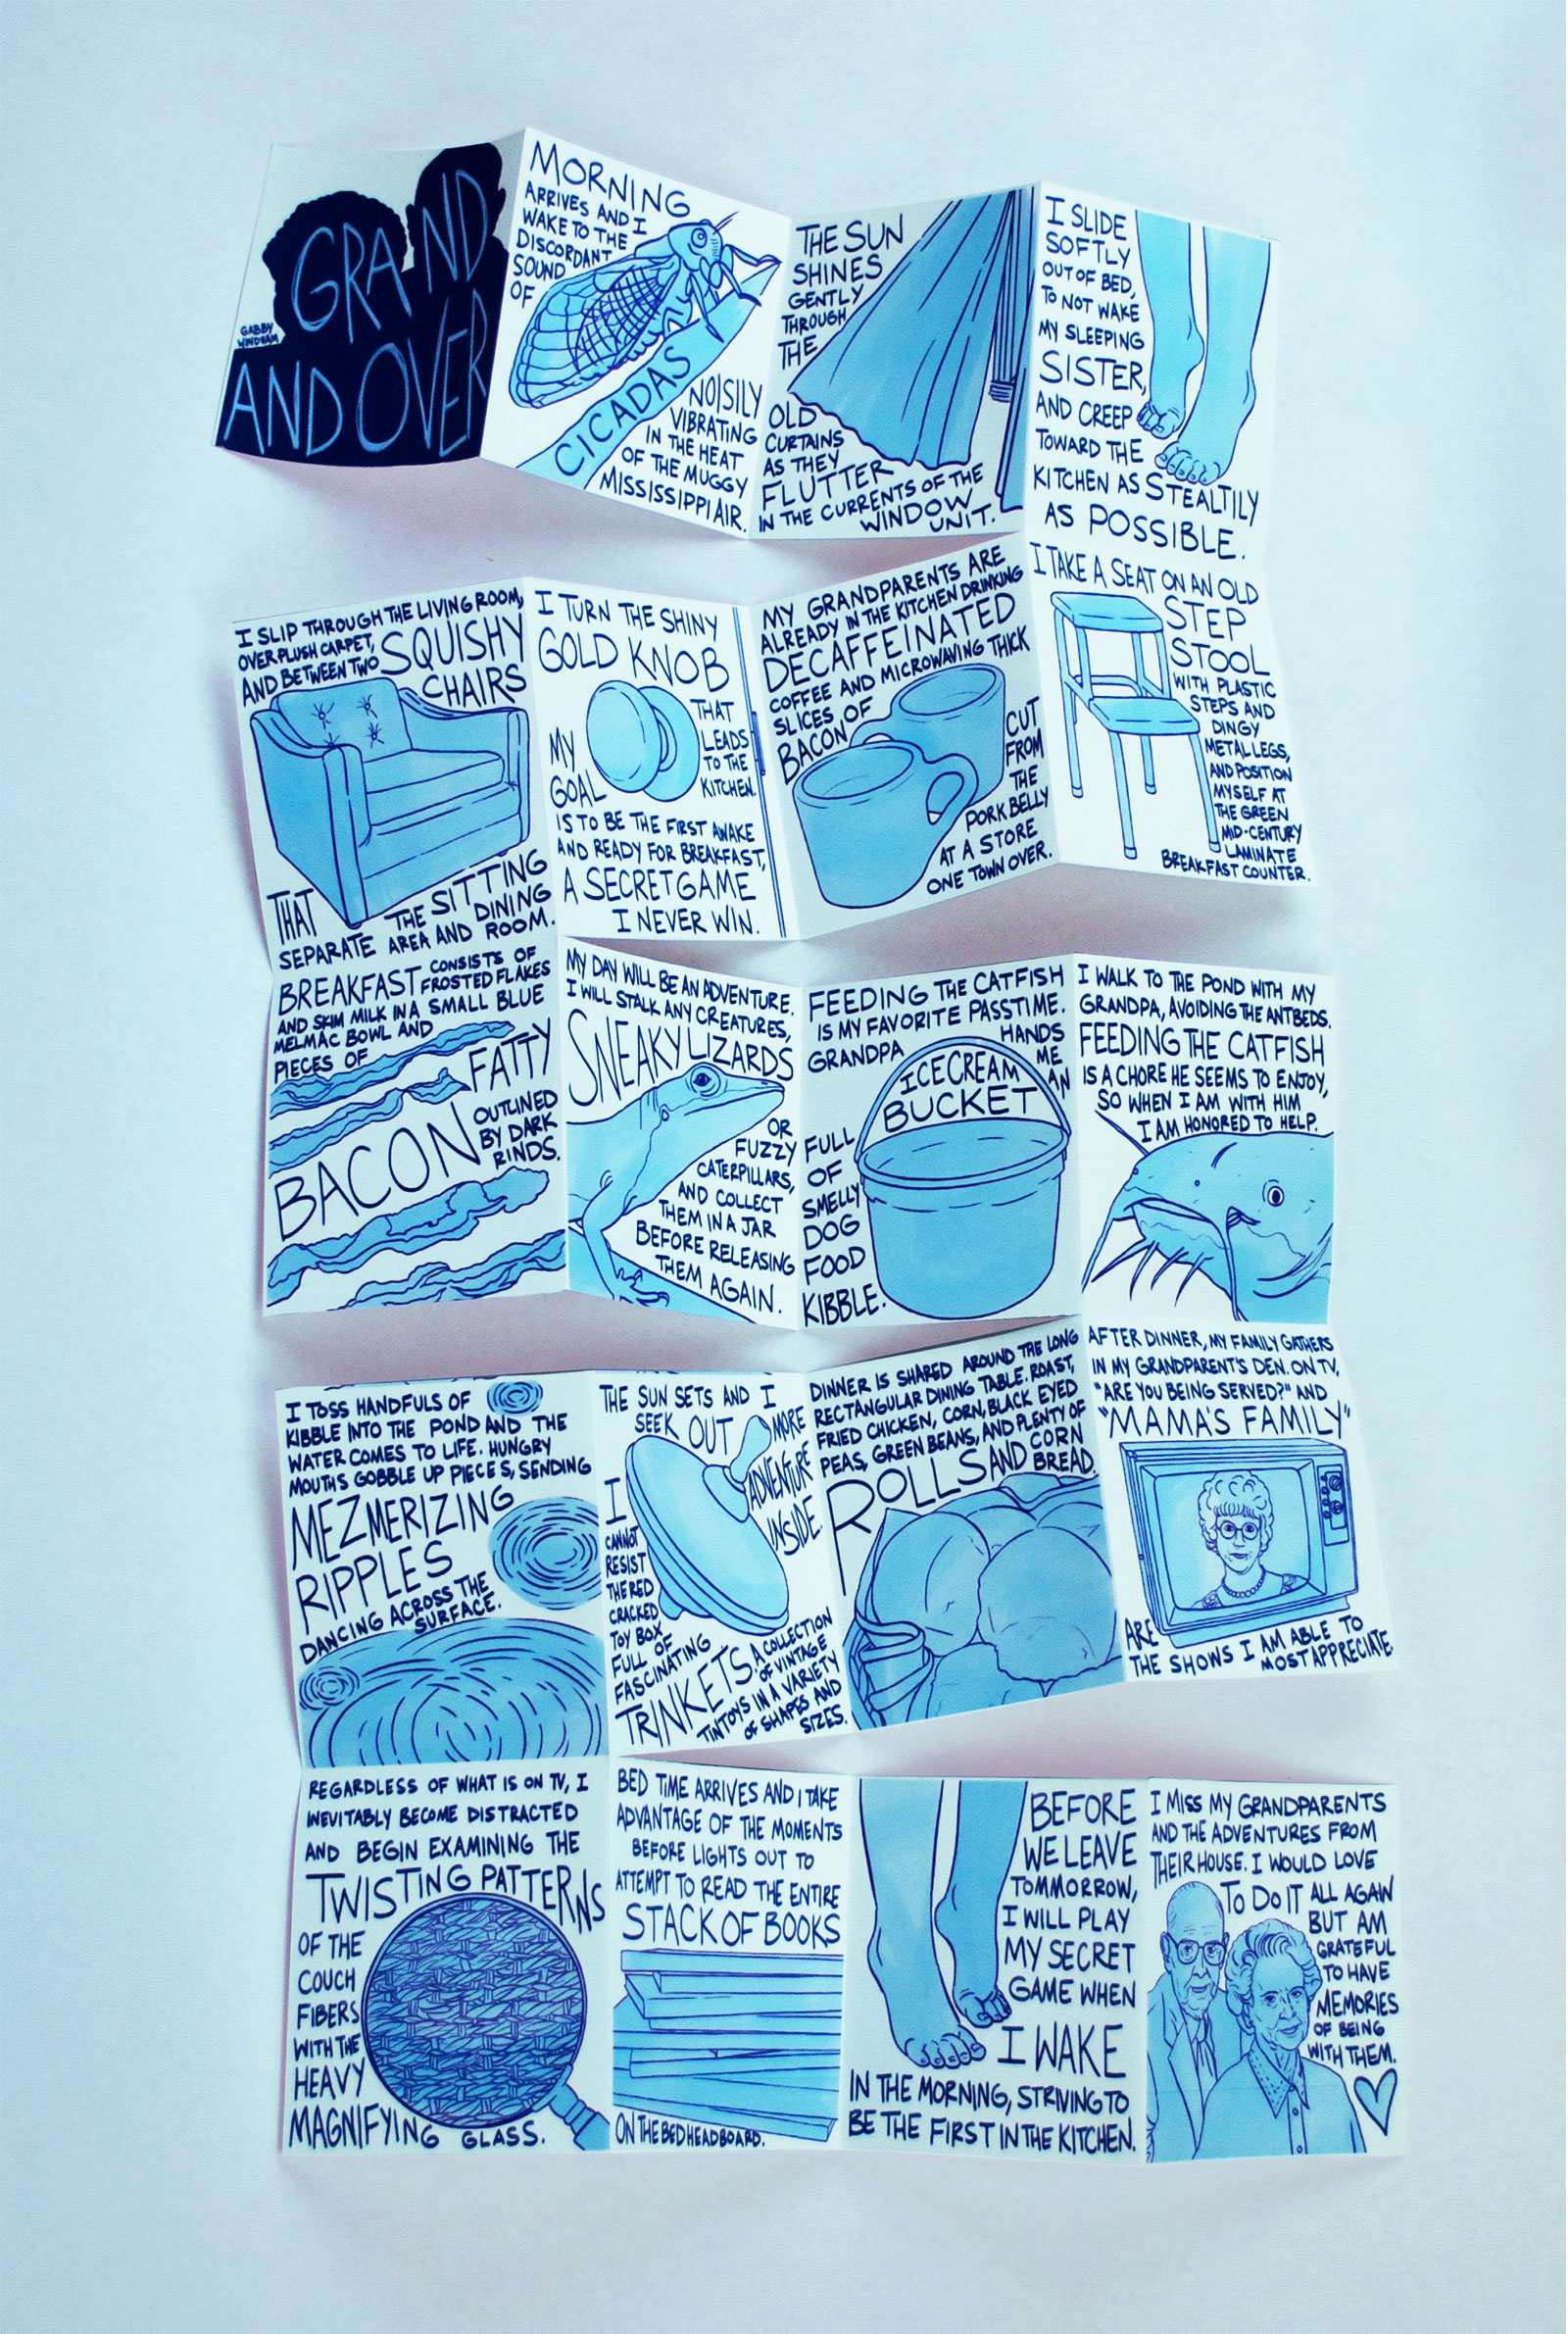 GRAND
AND OVER
GABBY
WINDHAM
MORNING
ARRIVES AND I
WAKE TO THE
DISCORDANT
SOUND
OF
CICADAS
NOISILY
VIBRATING
IN THE HEAT
OF THE MUGGY
MISSISSIPPI AIR.
THE SUN
SHINES
GENTLY
THROUGH
THE
OLD
CURTAINS
AS THEY
FLUTTER
IN THE CURRENTS OF THE
WINDOW
UNIT.
I SLIDE
SOFTLY
OUT OF BED,
TO NOT WAKE
MY SLEEPING
SISTER,
AND CREEP
TOWARD THE
KITCHEN AS STEALTILY
AS POSSIBLE.
I SLIP THROUGH THE LIVING ROOM,
OVER PLUSH CARPET,
AND BETWEEN TWO SQUISHY
CHAIRS
THAT
SEPARATE THE SITTING
AREA AND DINING
ROOM.
I TURN THE SHINY
GOLD KNOB
THAT
LEADS
TO THE
KITCHEN.
MY
GOAL
IS TO BE THE FIRST AWAKE
AND READY FOR BREAKFAST,
A SECRET GAME
I NEVER WIN.
MY GRANDPARENTS ARE
ALREADY IN THE KITCHEN DRINKING
DECAFFEINATED
COFFEE AND MICROWAVING THICK
SLICES OF
BACON
CUT
FROM
THE
PORK BELLY
AT A STORE
ONE TOWN OVER.
I TAKE A SEAT ON AN OLD
STEP
STOOL
WITH PLASTIC
STEPS AND
DINGY
METAL LEGS,
AND POSITION
MYSELF AT
THE GREEN
MID-CENTURY
LAMINATE
BREAKFAST COUNTER.
BREAKFAST CONSISTS OF
FROSTED FLAKES
AND SKIM MILK IN A SMALL BLUE
MELMAC BOWL AND
PIECES OF
FATTY
BACON
OUTLINED
BY DARK
RINDS.
MY DAY WILL BE AN ADVENTURE.
I WILL STALK ANY CREATURES,
SNEAKY LIZARDS
OR
FUZZY
CATERPILLARS,
AND COLLECT
THEM IN A JAR
BEFORE RELEASING
THEM AGAIN.
FEEDING THE CATFISH
IS MY FAVORITE PASSTIME.
GRANDPA HANDS
ME
AN
ICECREAM
BUCKET
FULL
OF
SMELLY
DOG
FOOD
KIBBLE.
I WALK TO THE POND WITH MY
GRANDPA, AVOIDING THE ANTBEDS.
FEEDING THE CATFISH
IS A CHORE HE SEEMS TO ENJOY,
SO WHEN I AM WITH HIM
I AM HONORED TO HELP.
I TOSS HANDFULS OF
KIBBLE INTO THE POND AND THE
WATER COMES TO LIFE. HUNGRY
MOUTHS GOBBLE UP PIECES, SENDING
MEZMERIZING
RIPPLES
DANCING ACROSS THE
SURFACE.
THE SUN SETS AND I
SEEK OUT MORE
ADVENTURE
INSIDE.
I
CANNOT
RESIST
THE RED
CRACKED
TOY BOX
FULL OF
FASCINATING
TRINKETS
A COLLECTION
OF VINTAGE
TIN TOYS IN A VARIETY
OF SHAPES AND
SIZES.
DINNER IS SHARED AROUND THE LONG
RECTANGULAR DINING TABLE. ROAST,
FRIED CHICKEN, CORN, BLACK EYED
PEAS, GREEN BEANS, AND PLENTY OF
ROLLS AND CORN
BREAD.
AFTER DINNER, MY FAMILY GATHERS
IN MY GRANDPARENT'S DEN. ON TV,
"ARE YOU BEING SERVED?" AND
"MAMA'S FAMILY"
ARE
THE SHOWS I AM ABLE TO
MOST APPRECIATE.
REGARDLESS OF WHAT IS ON TV, I
INEVITABLY BECOME DISTRACTED
AND BEGIN EXAMINING THE
TWISTING PATTERNS
OF THE
COUCH
FIBERS
WITH THE
HEAVY
MAGNIFYING GLASS.
BED TIME ARRIVES AND I TAKE
ADVANTAGE OF THE MOMENTS
BEFORE LIGHTS OUT TO
ATTEMPT TO READ THE ENTIRE
STACK OF BOOKS
ON THE BED HEADBOARD.
BEFORE
WE LEAVE
TOMMORROW,
I WILL PLAY
MY SECRET
GAME WHEN
I WAKE
IN THE MORNING, STRIVING TO
BE THE FIRST IN THE KITCHEN.
I MISS MY GRANDPARENTS
AND THE ADVENTURES FROM
THEIR HOUSE. I WOULD LOVE
TO DO IT ALL AGAIN
BUT AM
GRATEFUL
TO HAVE
MEMORIES
OF BEING
WITH THEM.